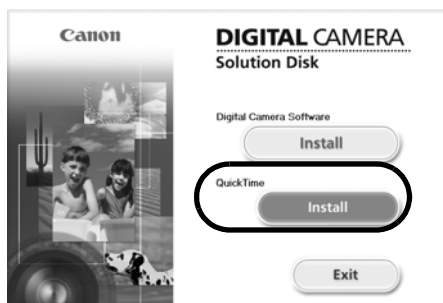 Canon
DIGITAL CAMERA
Solution Disk
Digital Camera Software
Install
QuickTime
Install
Exit